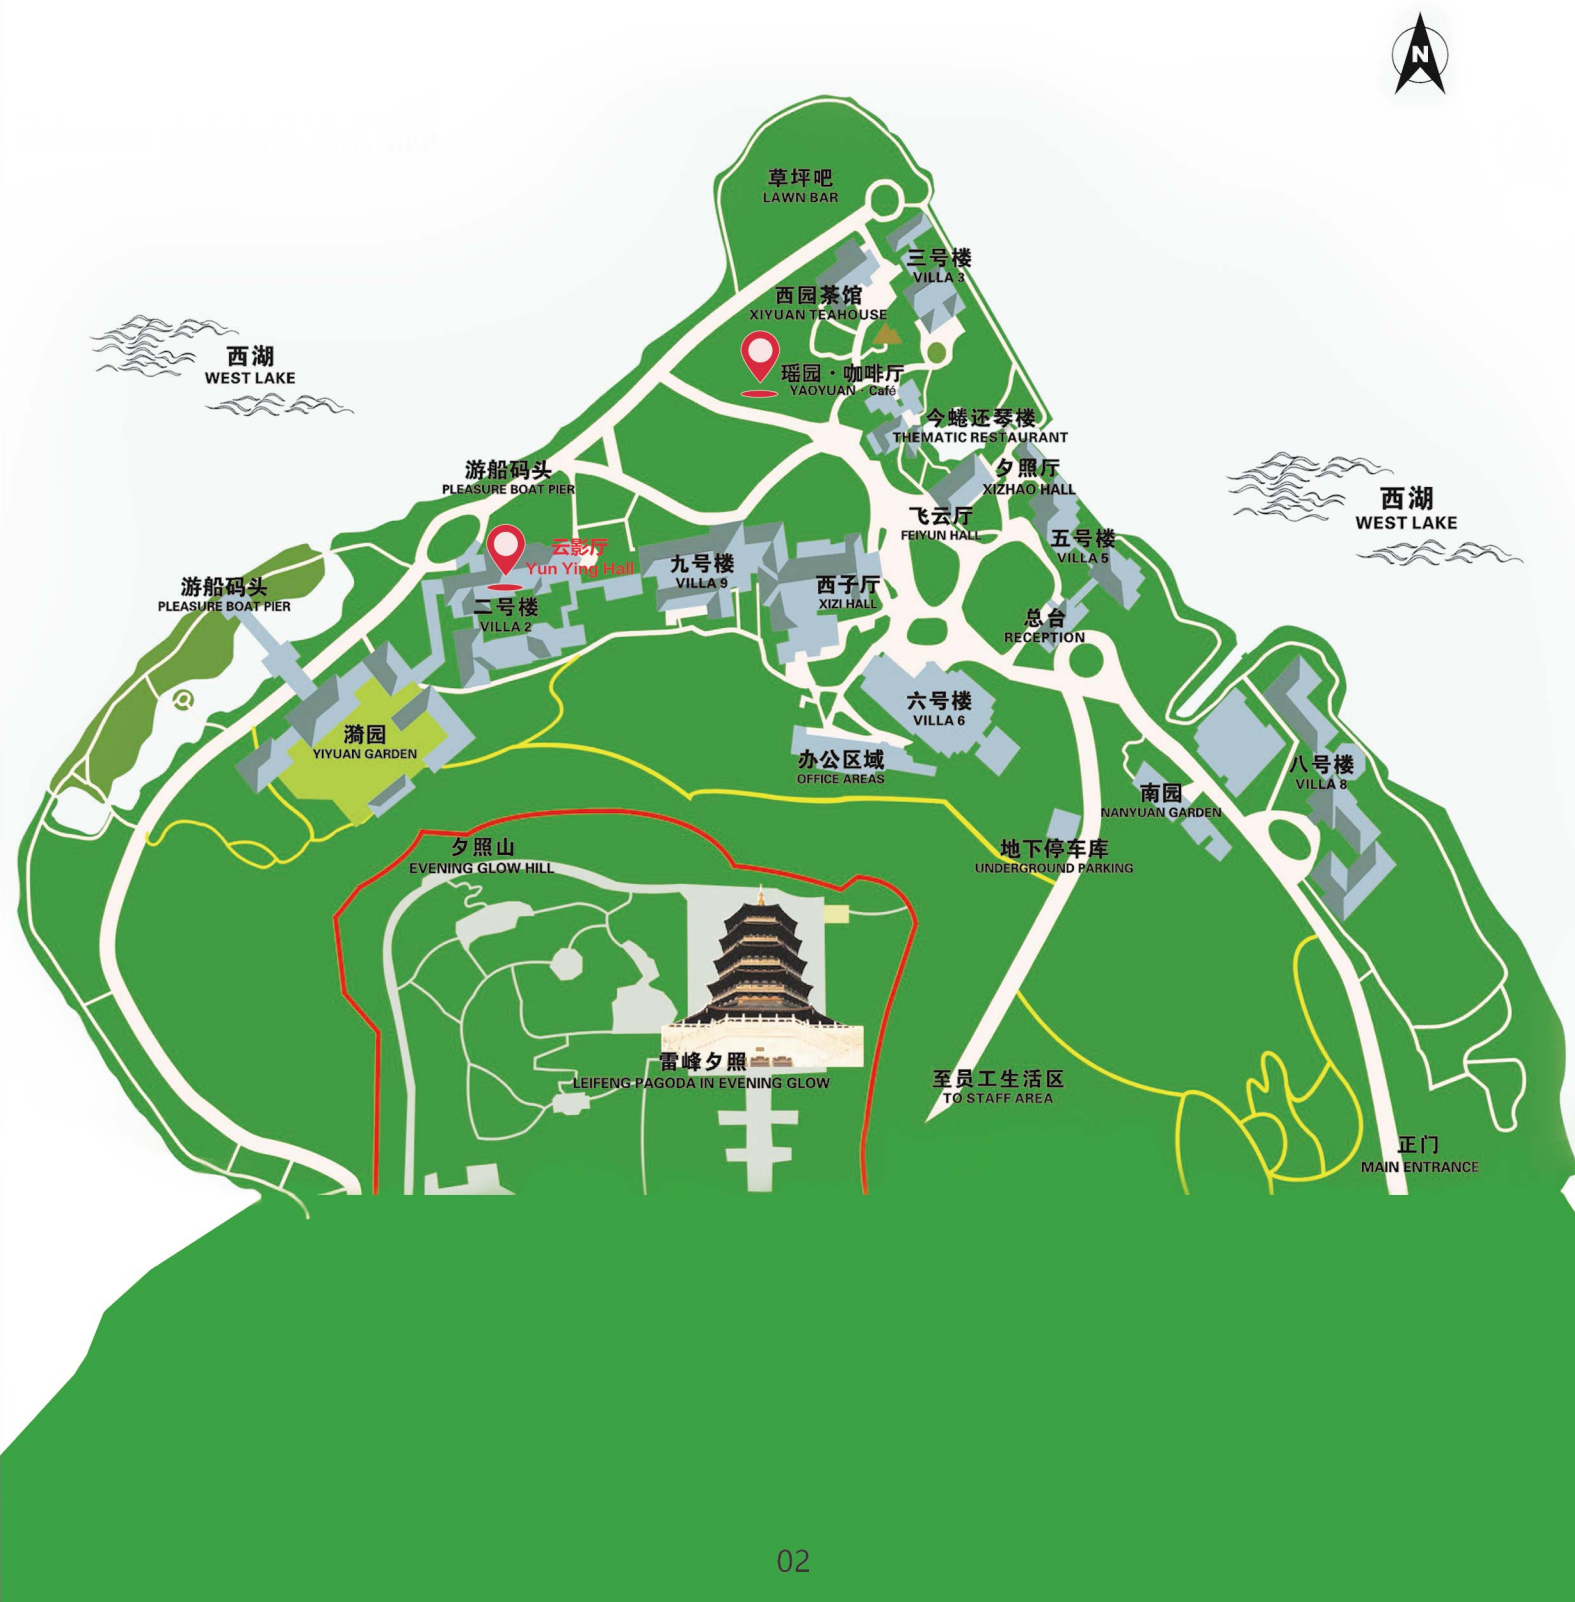 N
草坪吧
LAWN BAR
三号楼
VILLA 3
西园茶馆
XIYUAN TEAHOUSE
西湖
WEST LAKE
瑶园·咖啡厅
YAOYUAN · Café
今蜷还琴楼
THEMATIC RESTAURANT
游船码头
PLEASURE BOAT PIER
夕照厅
XIZHAO HALL
西湖
WEST LAKE
飞云厅
FEIYUN HALL
五号楼
VILLA 5
云影厅
Yun Ying Hall
九号楼
VILLA 9
西子厅
XIZI HALL
游船码头
PLEASURE BOAT PIER
二号楼
VILLA 2
总台
RECEPTION
六号楼
VILLA 6
漪园
YIYUAN GARDEN
办公区域
OFFICE AREAS
八号楼
VILLA 8
南园
NANYUAN GARDEN
夕照山
EVENING GLOW HILL
地下停车库
UNDERGROUND PARKING
雷峰夕照
LEIFENG PAGODA IN EVENING GLOW
至员工生活区
TO STAFF AREA
正门
MAIN ENTRANCE
02